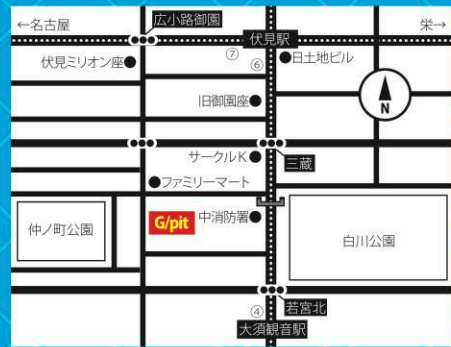 ←名古屋
広小路御園
栄→
伏見駅
伏見ミリオン座
⑦
⑥
日土地ビル
旧御園座
N
サークルK
三蔵
ファミリーマート
仲ノ町公園
G/pit
中消防署
白川公園
④
若宮北
大須観音駅